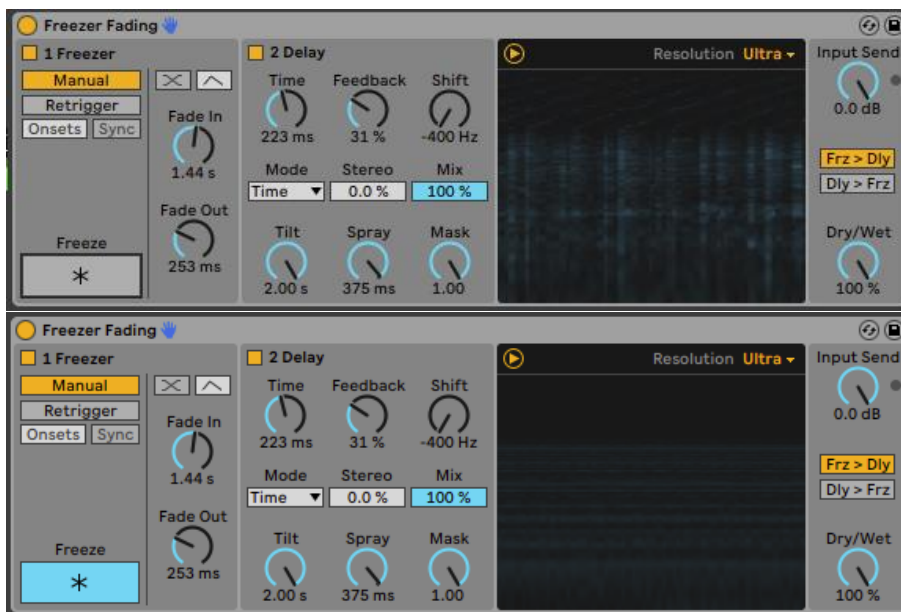 Freezer Fading
1 Freezer
Manual
Retrigger
Onsets Sync
Fade In
1.44 s
Fade Out
253 ms
Freeze
*
2 Delay
Time Feedback Shift
223 ms 31 % -400 Hz
Mode Stereo Mix
Time 0.0 % 100 %
Tilt Spray Mask
2.00 s 375 ms 1.00
Resolution Ultra
Input Send
0.0 dB
Frz > Dly
Dly > Frz
Dry/Wet
100 %
Freezer Fading
1 Freezer
Manual
Retrigger
Onsets Sync
Fade In
1.44 s
Fade Out
253 ms
Freeze
*
2 Delay
Time Feedback Shift
223 ms 31 % -400 Hz
Mode Stereo Mix
Time 0.0 % 100 %
Tilt Spray Mask
2.00 s 375 ms 1.00
Resolution Ultra
Input Send
0.0 dB
Frz > Dly
Dly > Frz
Dry/Wet
100 %